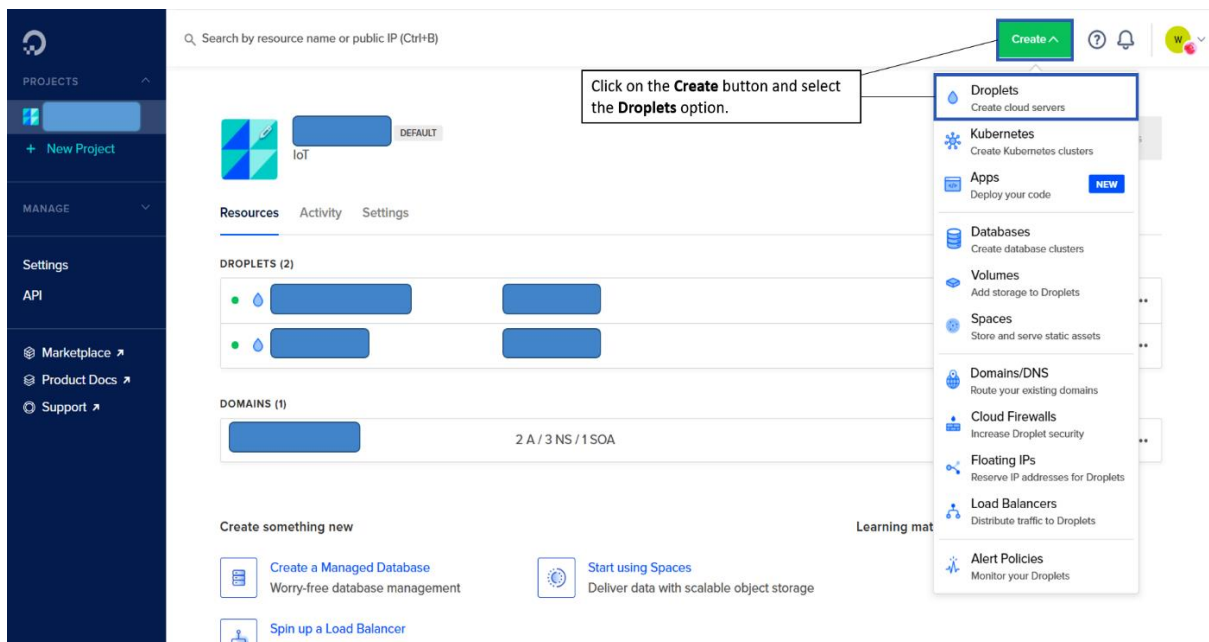 Search by resource name or public IP (Ctrl+B)
Create
W
PROJECTS
+ New Project
MANAGE
Settings
API
Marketplace
Product Docs
Support
Click on the Create button and select
the Droplets option.
DEFAULT
IoT
Resources Activity Settings
DROPLETS (2)
DOMAINS (1)
2 A / 3 NS / 1 SOA
Create something new
Learning mat
Create a Managed Database
Worry-free database management
Start using Spaces
Deliver data with scalable object storage
Spin up a Load Balancer
Droplets
Create cloud servers
Kubernetes
Create Kubernetes clusters
Apps
Deploy your code
NEW
Databases
Create database clusters
Volumes
Add storage to Droplets
Spaces
Store and serve static assets
Domains/DNS
Route your existing domains
Cloud Firewalls
Increase Droplet security
Floating IPs
Reserve IP addresses for Droplets
Load Balancers
Distribute traffic to Droplets
Alert Policies
Monitor your Droplets